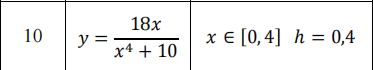 10 y = 18x / (x⁴ + 10) x ∈ [0, 4] h = 0,4